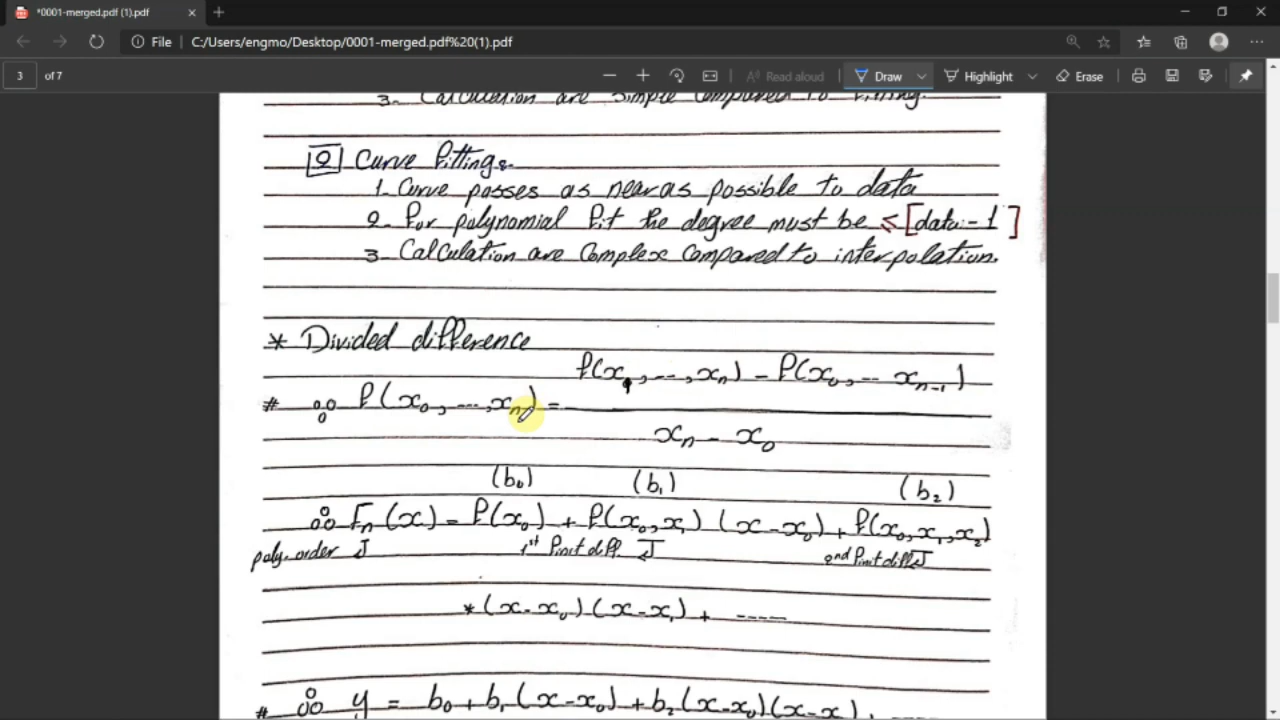 *0001-merged.pdf (1).pdf
File C:/Users/engmo/Desktop/0001-merged.pdf%20(1).pdf
3 of 7 Read aloud Draw Highlight Erase
3- Calculation are simple compared to fitting.
[2] Curve fitting:-
1- Curve passes as near as possible to data
2- For polynomial fit the degree must be ≤ [data - 1]
3- Calculation are Complex Compared to interpolation.
* Divided difference
# ∴ f(x₀, ---, xₙ) = f(x₁, ---, xₙ) - f(x₀, -- xₙ₋₁)
xₙ - x₀
(b₀) (b₁) (b₂)
∴ Fₙ(x) = f(x₀) + f(x₀, x₁) (x-x₀) + f(x₀, x₁, x₂)
poly. order 1st finit diff 2nd finit diff
*(x-x₀)(x-x₁) + -----
# ∴ y = b₀ + b₁(x-x₀) + b₂(x-x₀)(x-x₁